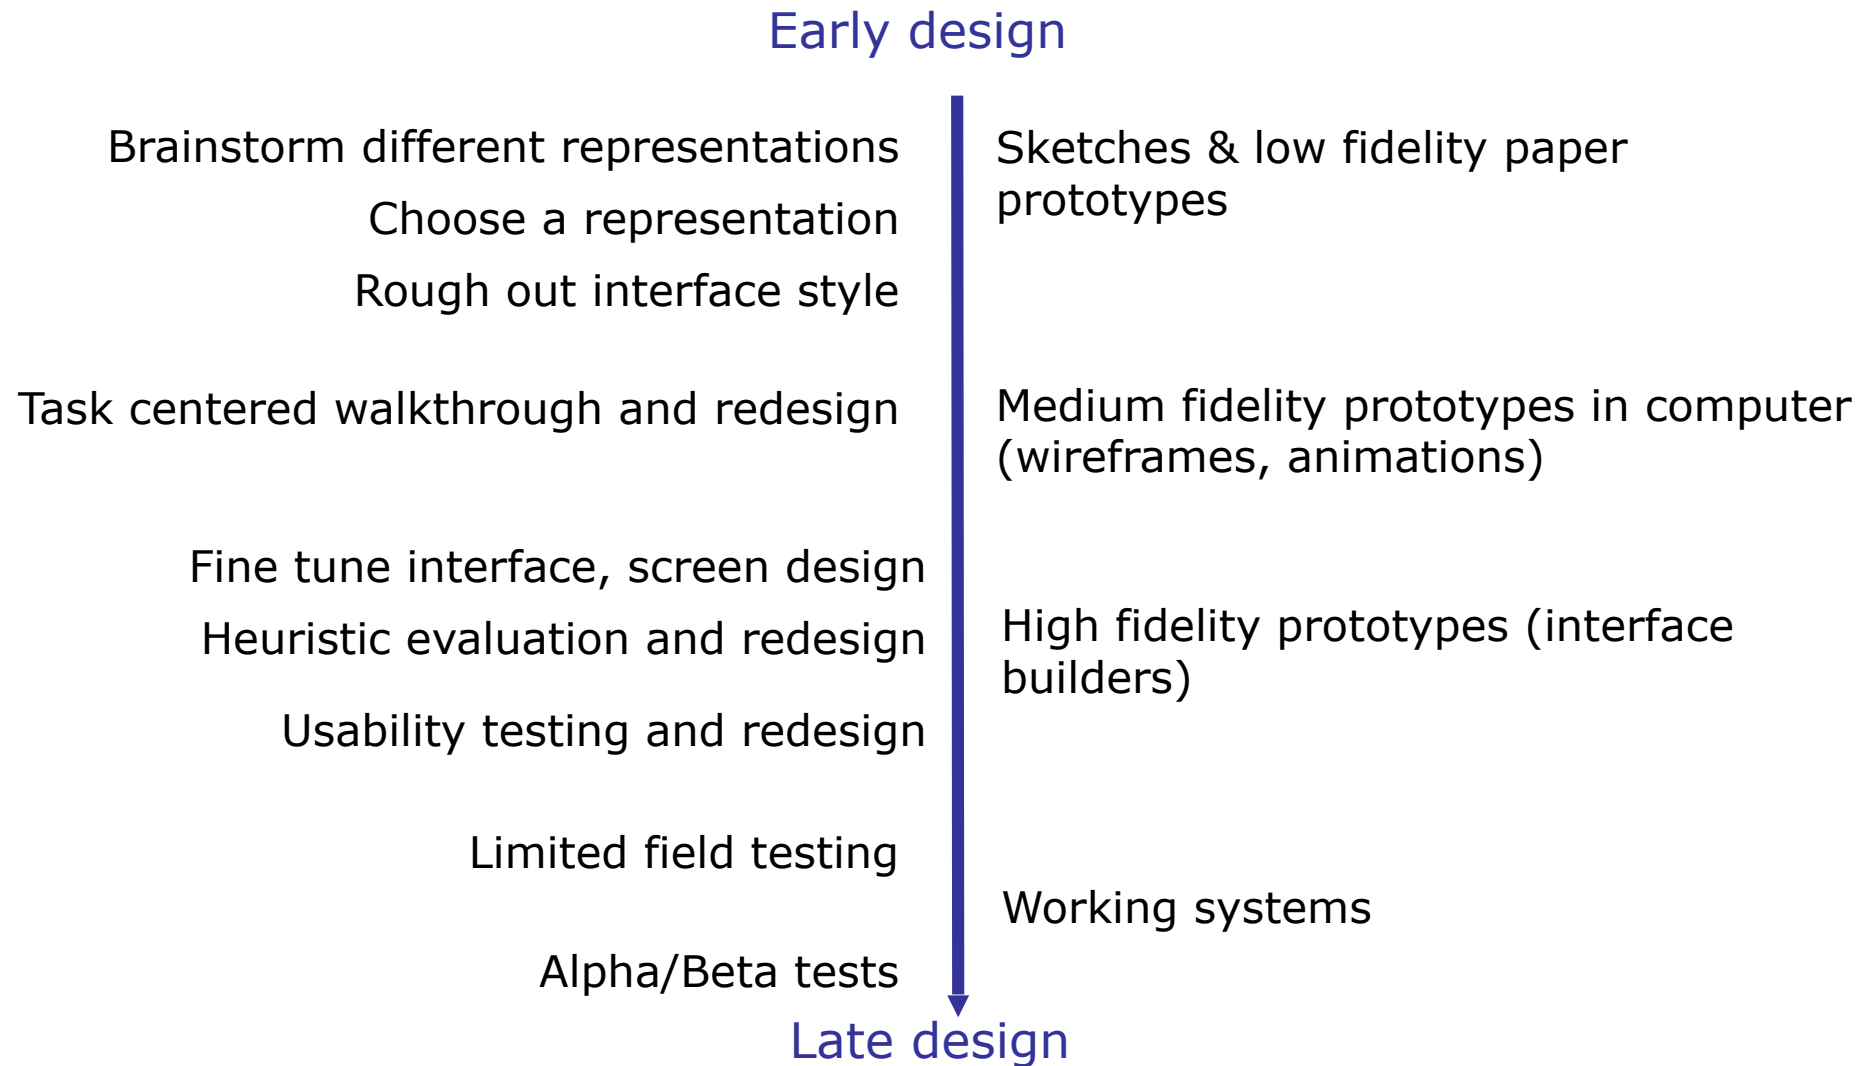 Early design
Brainstorm different representations
Choose a representation
Rough out interface style
Task centered walkthrough and redesign
Fine tune interface, screen design
Heuristic evaluation and redesign
Usability testing and redesign
Limited field testing
Alpha/Beta tests
Sketches & low fidelity paper
prototypes
Medium fidelity prototypes in computer
(wireframes, animations)
High fidelity prototypes (interface
builders)
Working systems
Late design